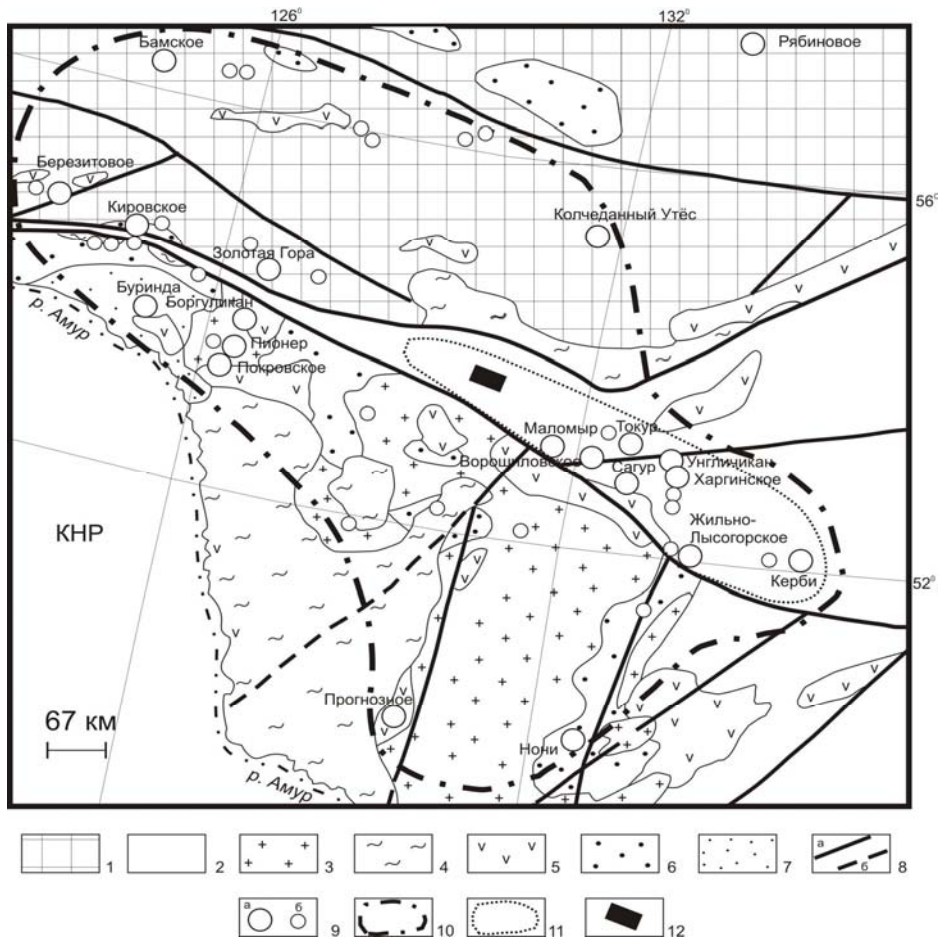 126⁰
132⁰
Бамское
Рябиновое
Березитовое
56⁰
Кировское
Колчеданный Утёс
Золотая Гора
Буринда
Боргуликан
р. Амур
Пионер
Покровское
Маломыр
Токур
Ворошиловское
Унгличикан
Сагур
Харгинское
КНР
Жильно-
Лысогорское
Керби
52⁰
Прогнозное
67 км
Нони
р. Амур
1
2
3
4
5
6
7
а
б
8
а
б
9
10
11
12